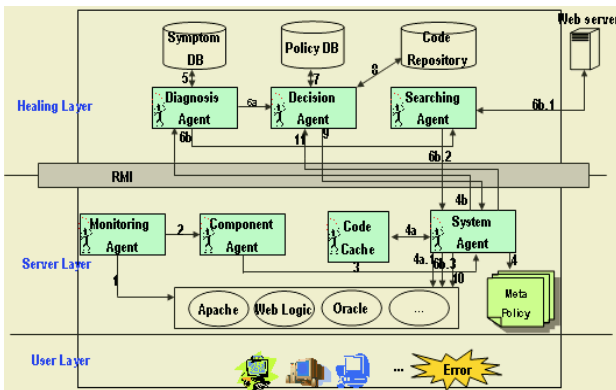 Web server
Symptom
DB
Policy DB
Code
Repository
5
7
8
Healing Layer
Diagnosis
Agent
6a
Decision
Agent
Searching
Agent
6b.1
6b
11
9
6b.2
RMI
4b
Monitoring
Agent
2
Component
Agent
Code
Cache
4a
System
Agent
Server Layer
1
3
4a.1
6b.3
10
4
Apache
Web Logic
Oracle
...
Meta
Policy
User Layer
...
Error